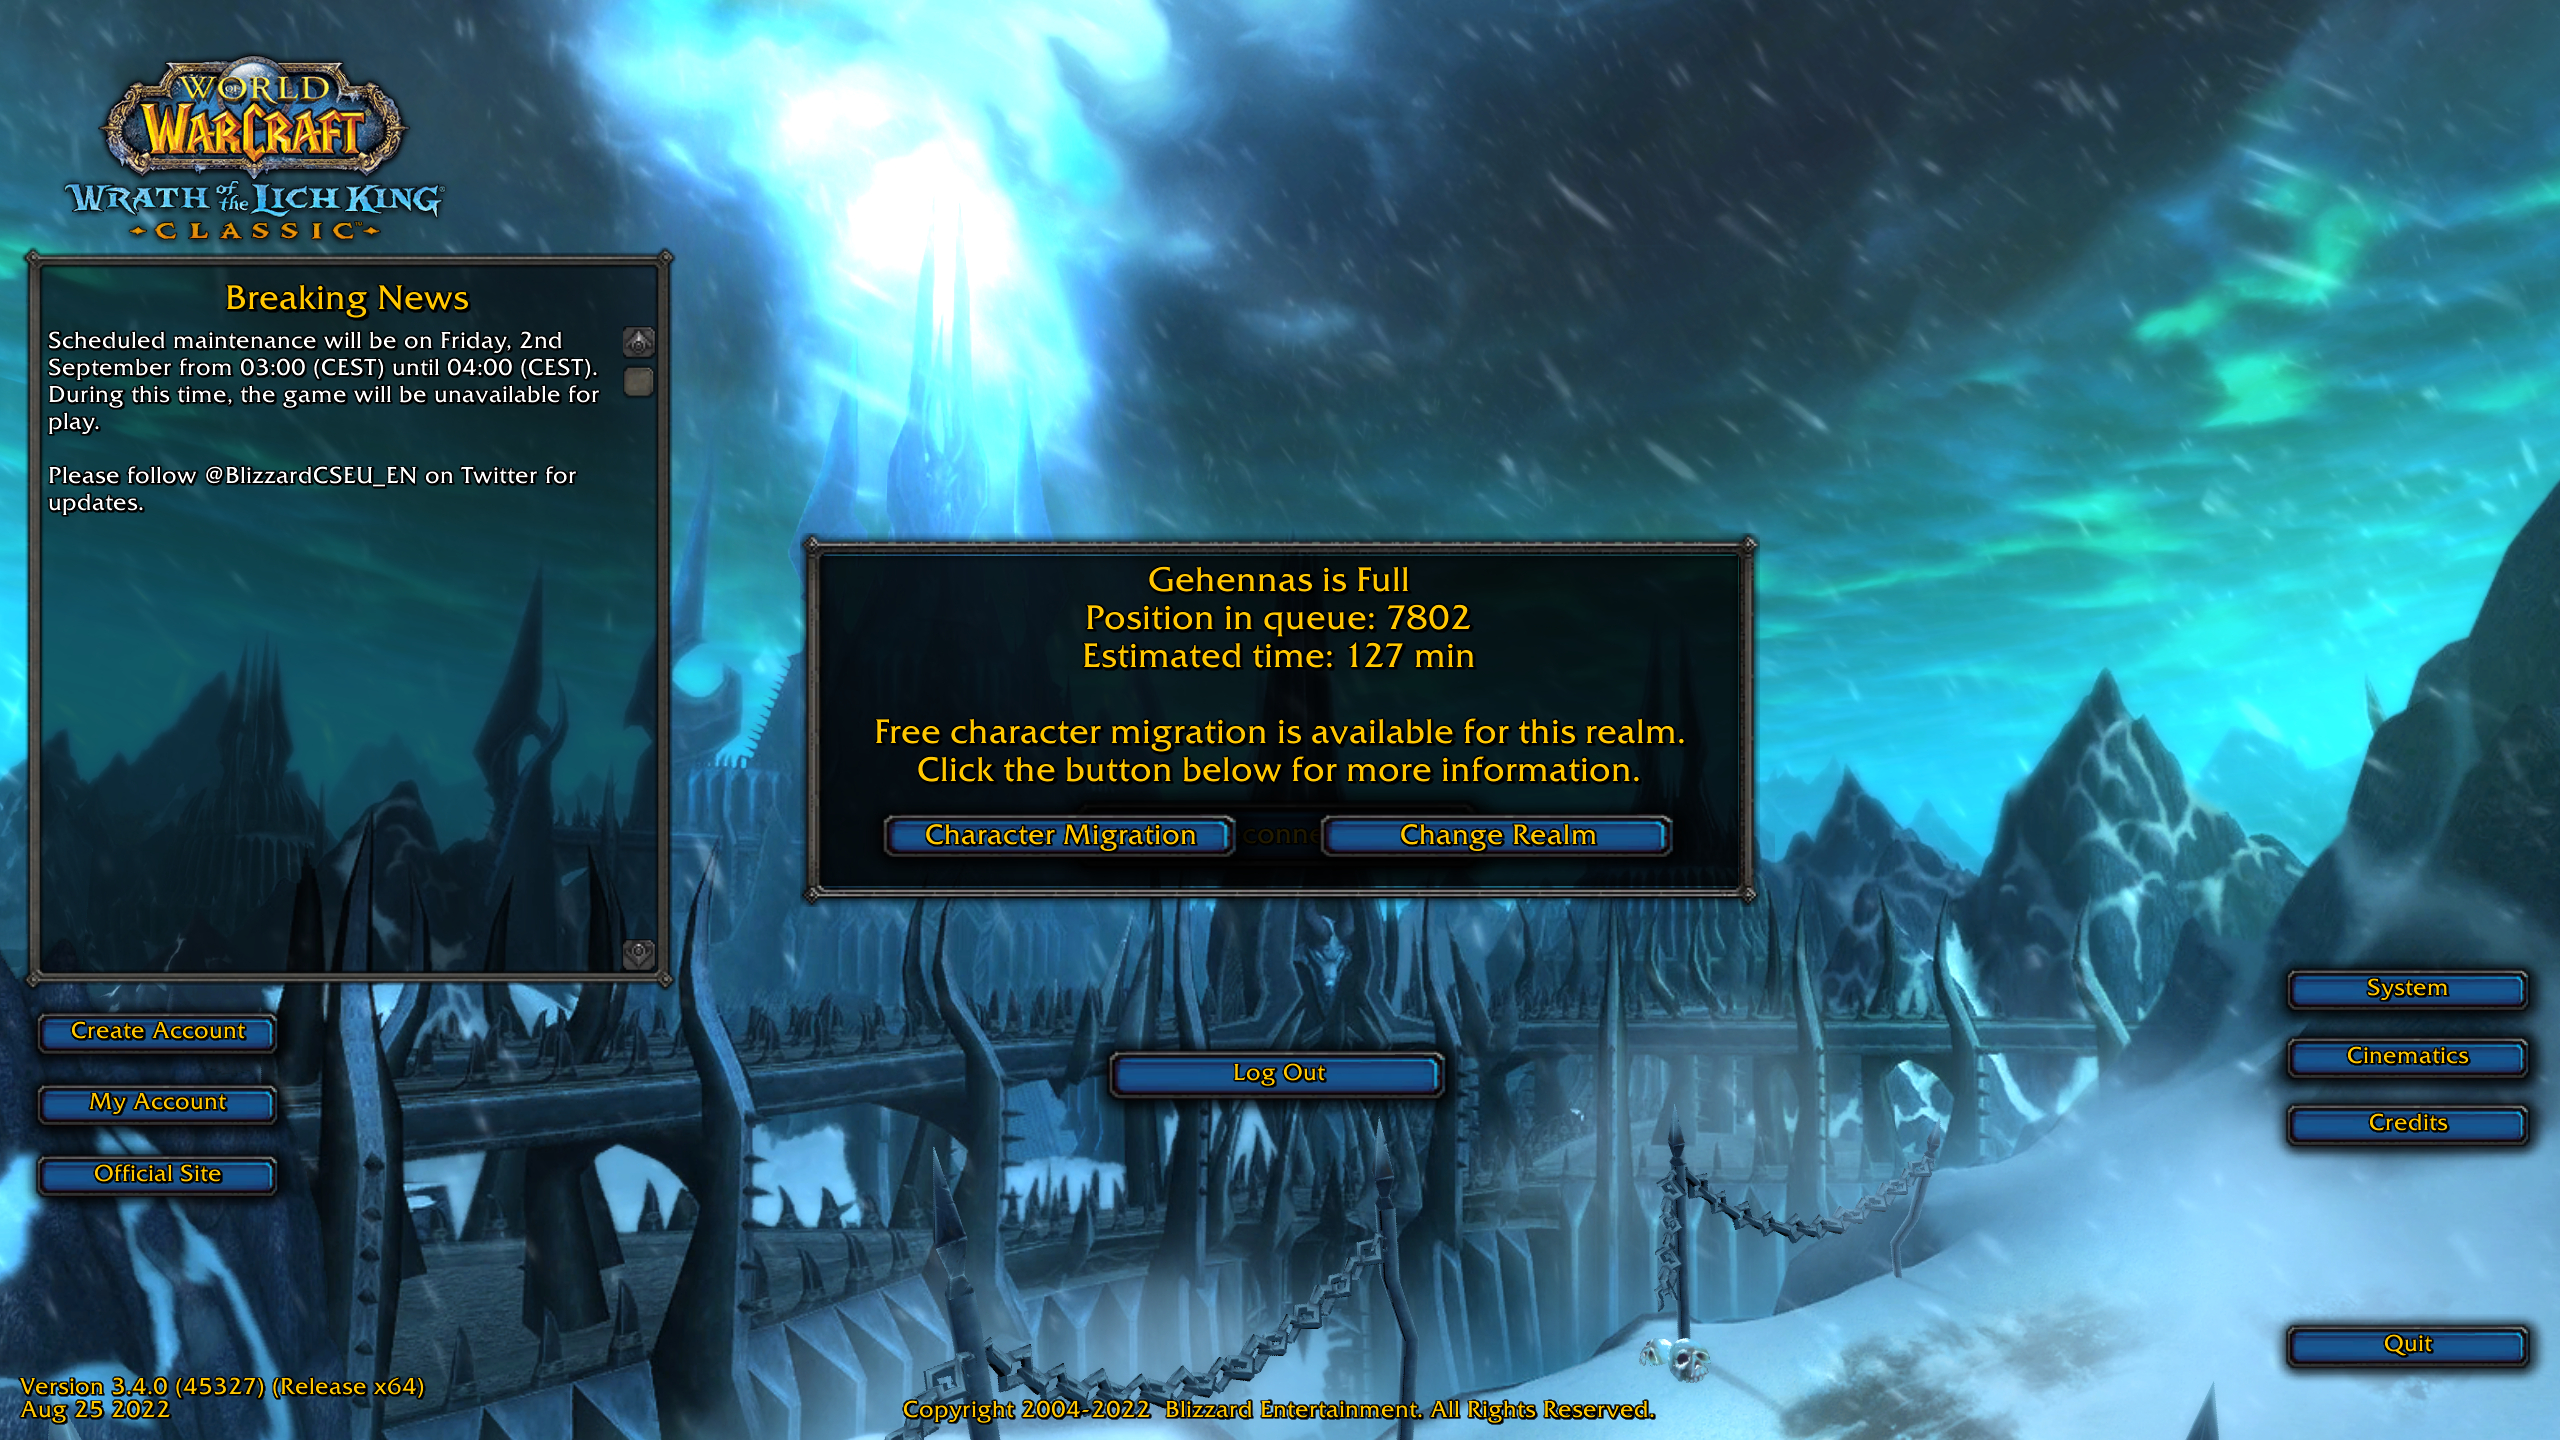 WORLD
OF
WARCRAFT
WRATH of the LICH KING
CLASSIC™
Breaking News
Scheduled maintenance will be on Friday, 2nd
September from 03:00 (CEST) until 04:00 (CEST).
During this time, the game will be unavailable for
play.
Please follow @BlizzardCSEU_EN on Twitter for
updates.
Gehennas is Full
Position in queue: 7802
Estimated time: 127 min
Free character migration is available for this realm.
Click the button below for more information.
Character Migration
Change Realm
Create Account
My Account
Official Site
Log Out
System
Cinematics
Credits
Quit
Version 3.4.0 (45327) (Release x64)
Aug 25 2022
Copyright 2004-2022 Blizzard Entertainment. All Rights Reserved.